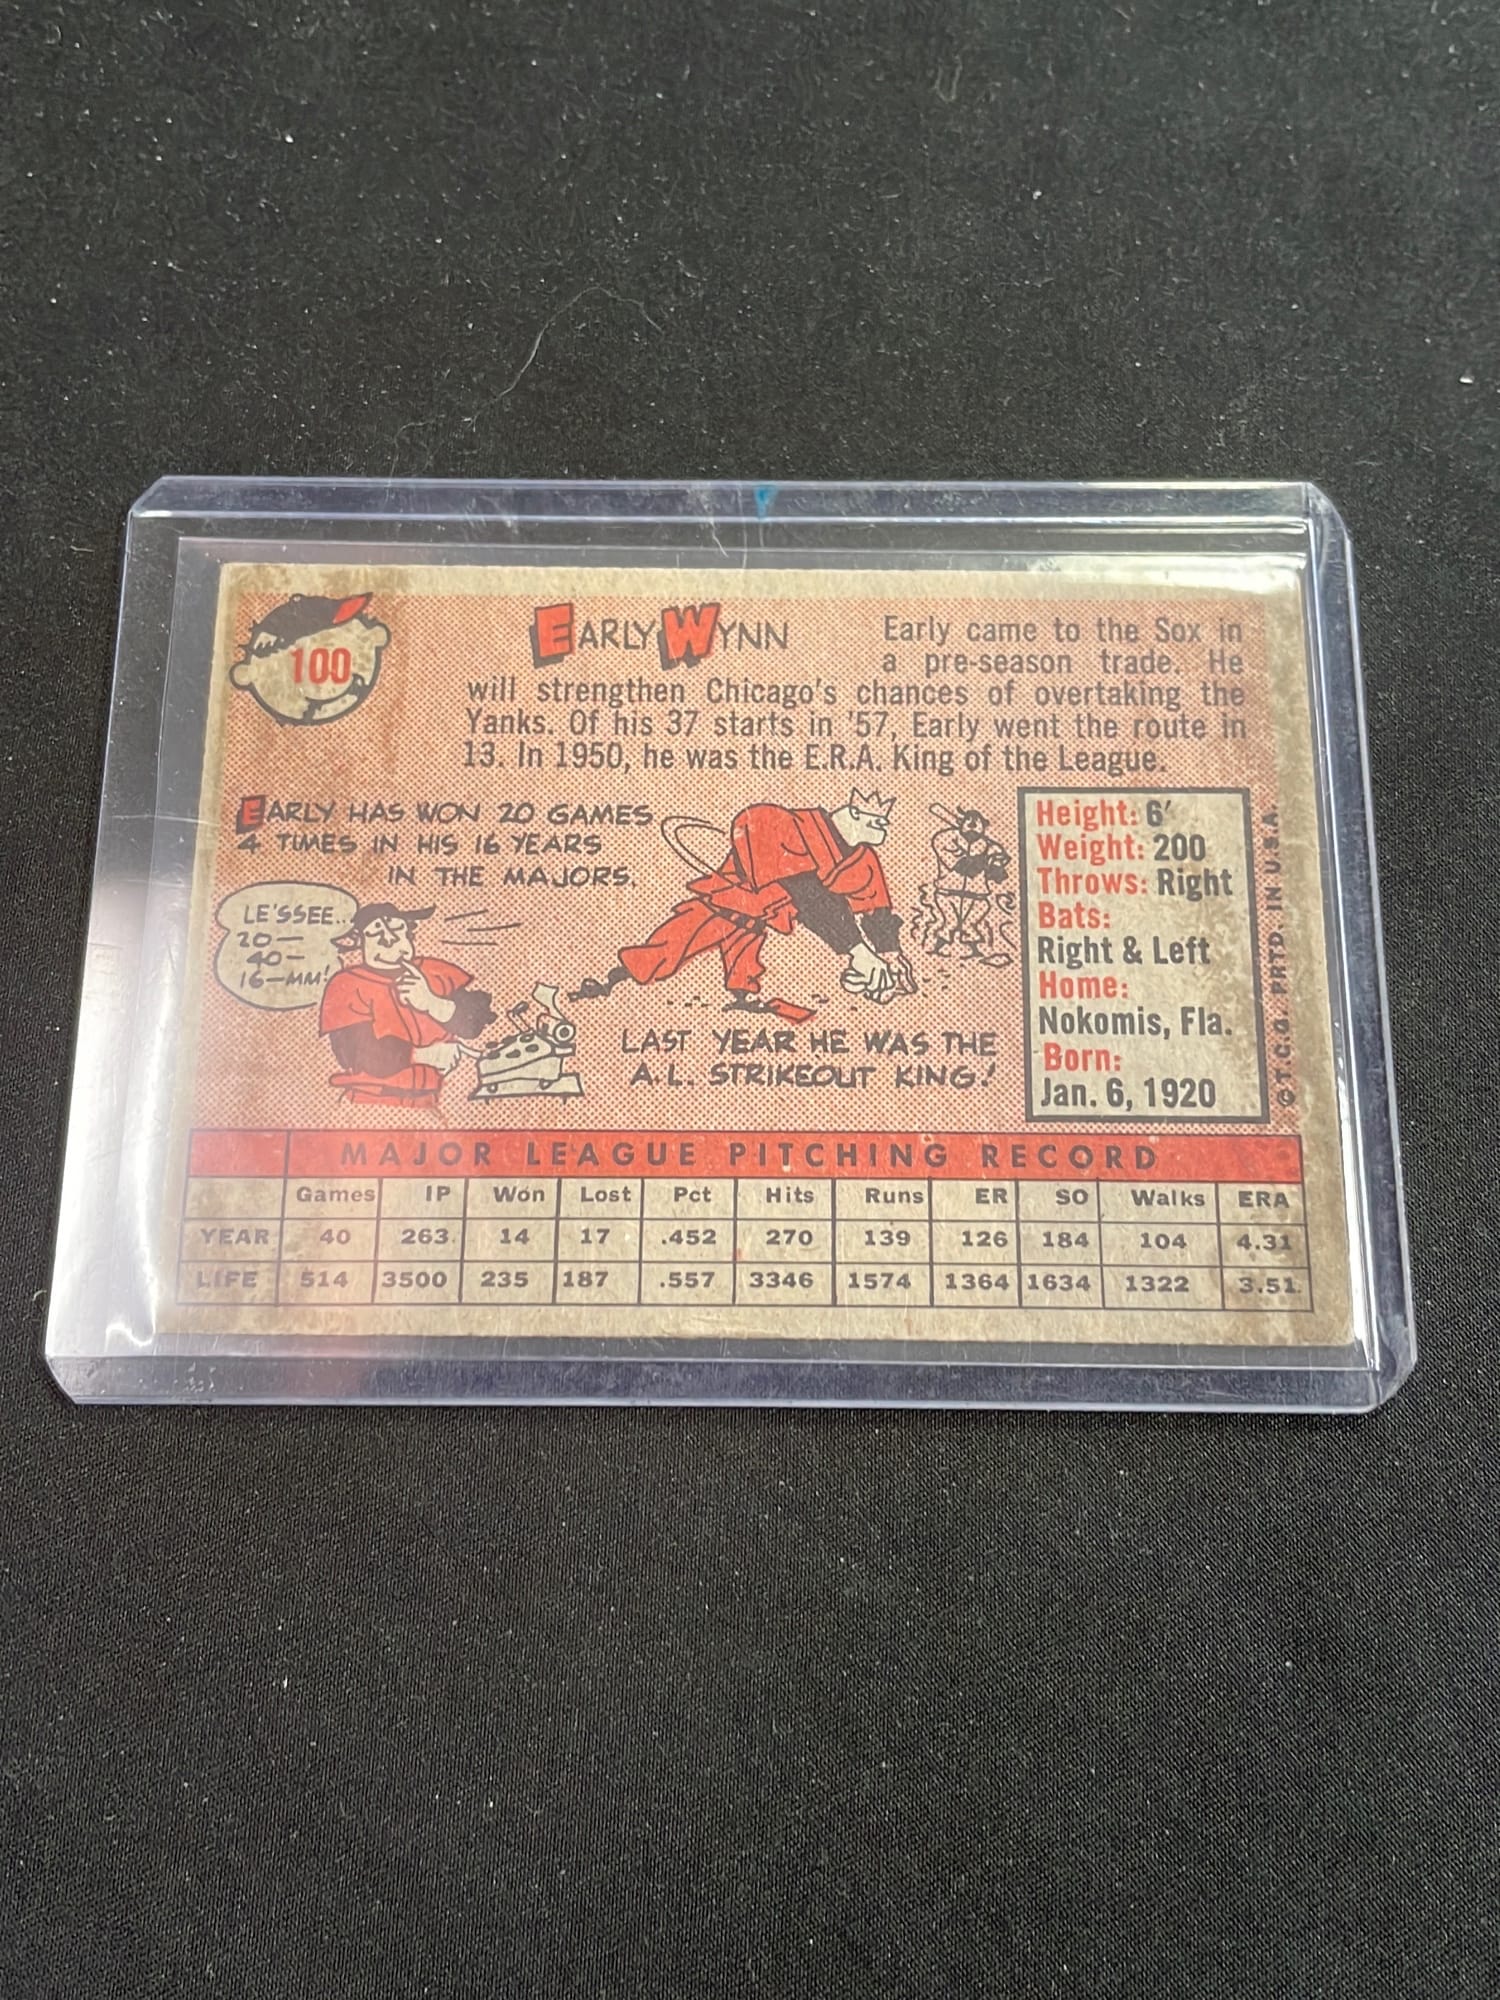 100
EARLY WYNN
Early came to the Sox in
a pre-season trade. He
will strengthen Chicago's chances of overtaking the
Yanks. Of his 37 starts in '57, Early went the route in
13. In 1950, he was the E.R.A. King of the League.
EARLY HAS WON 20 GAMES
4 TIMES IN HIS 16 YEARS
IN THE MAJORS.
LE'SSEE..
20—
40—
16—MM!
LAST YEAR HE WAS THE
A.L. STRIKEOUT KING!
Height: 6'
Weight: 200
Throws: Right
Bats:
Right & Left
Home:
Nokomis, Fla.
Born:
Jan. 6, 1920
©T.C.G. PRTD. IN U.S.A.
MAJOR LEAGUE PITCHING RECORD
Games IP Won Lost Pct Hits Runs ER SO Walks ERA
YEAR 40 263 14 17 .452 270 139 126 184 104 4.31
LIFE 514 3500 235 187 .557 3346 1574 1364 1634 1322 3.51